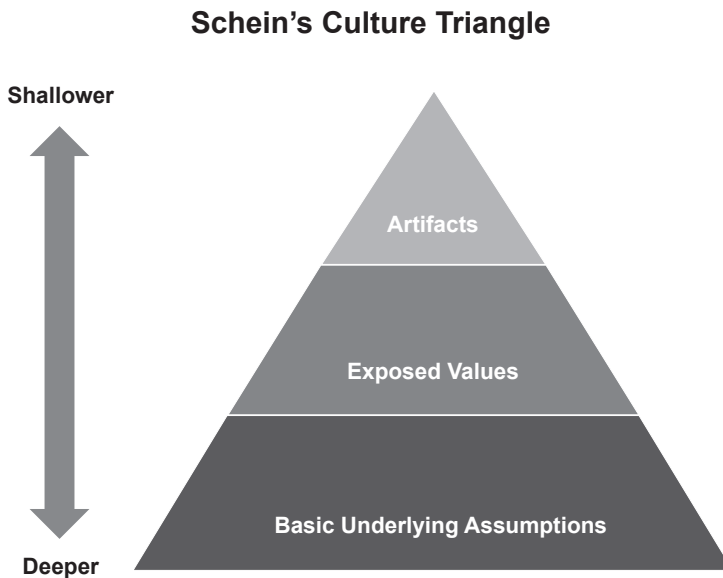 Schein’s Culture Triangle
Shallower
Artifacts
Exposed Values
Basic Underlying Assumptions
Deeper